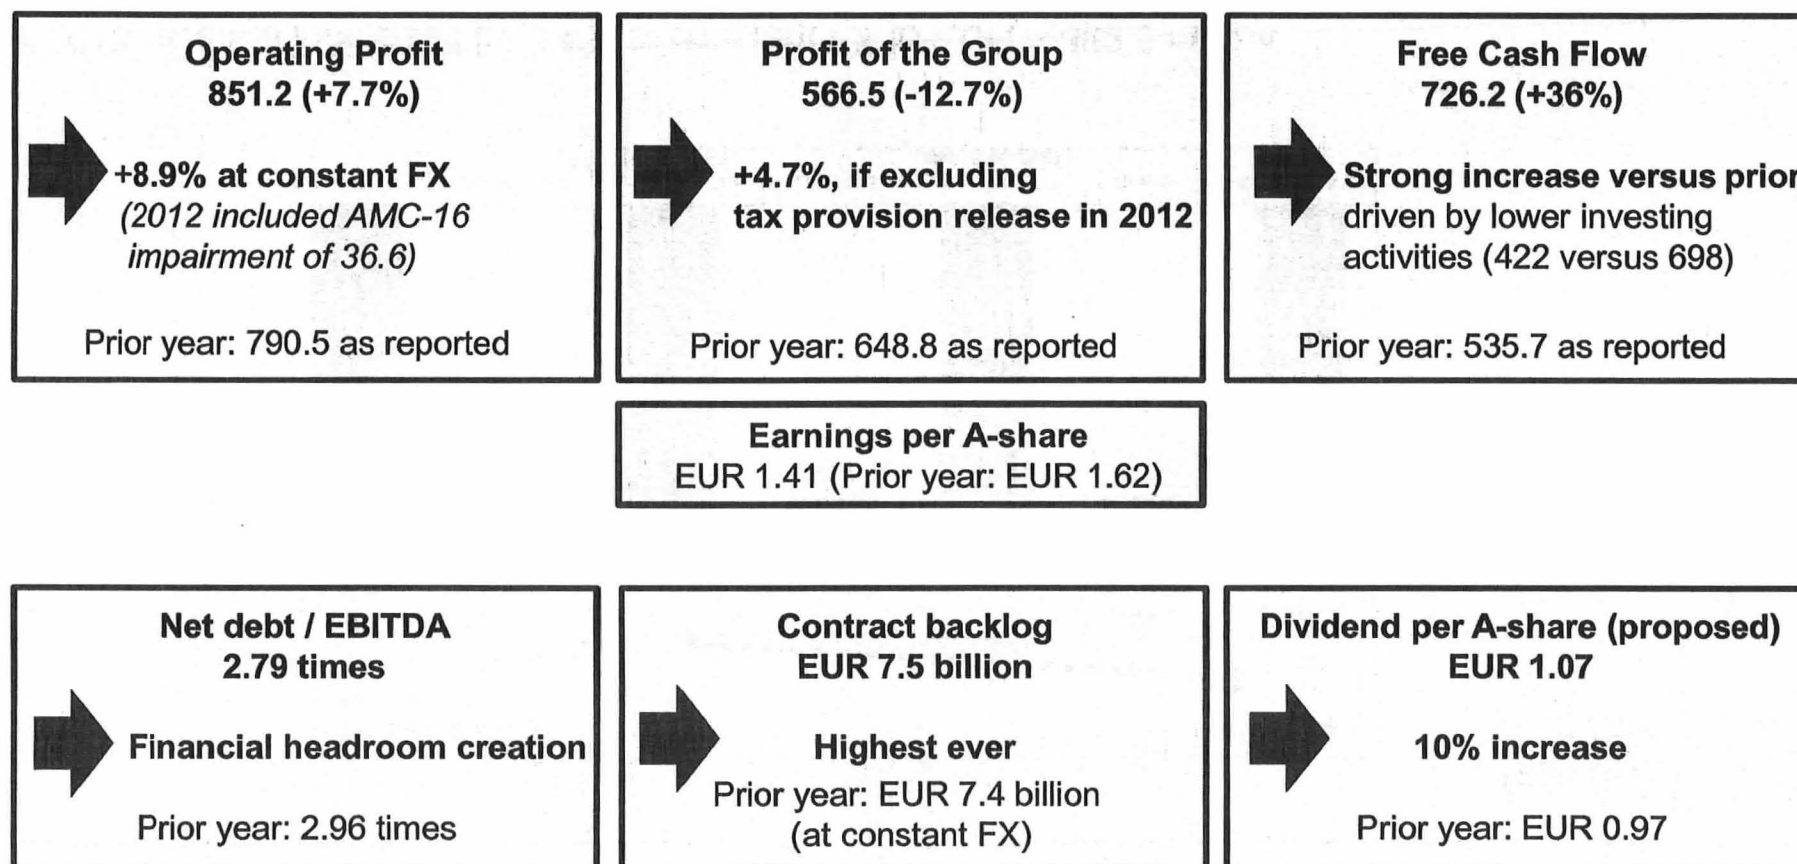 Operating Profit
851.2 (+7.7%)
+8.9% at constant FX
(2012 included AMC-16
impairment of 36.6)
Prior year: 790.5 as reported
Profit of the Group
566.5 (-12.7%)
+4.7%, if excluding
tax provision release in 2012
Prior year: 648.8 as reported
Free Cash Flow
726.2 (+36%)
Strong increase versus prior
driven by lower investing
activities (422 versus 698)
Prior year: 535.7 as reported
Earnings per A-share
EUR 1.41 (Prior year: EUR 1.62)
Net debt / EBITDA
2.79 times
Financial headroom creation
Prior year: 2.96 times
Contract backlog
EUR 7.5 billion
Highest ever
Prior year: EUR 7.4 billion
(at constant FX)
Dividend per A-share (proposed)
EUR 1.07
10% increase
Prior year: EUR 0.97